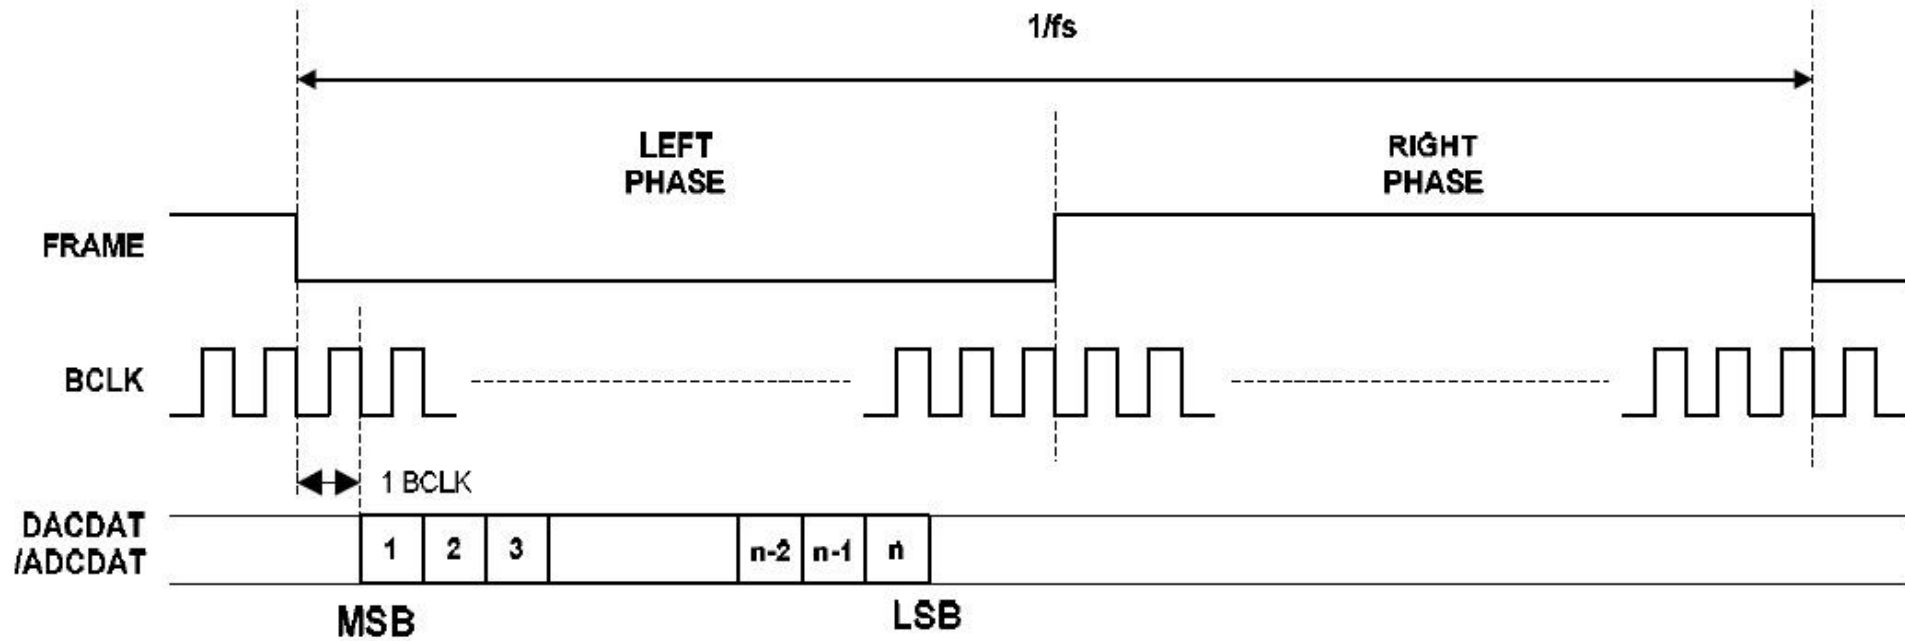 1/fs
LEFT
PHASE
RIGHT
PHASE
FRAME
BCLK
1 BCLK
DACDAT
/ADCDAT
1 2 3 n-2 n-1 n
MSB
LSB